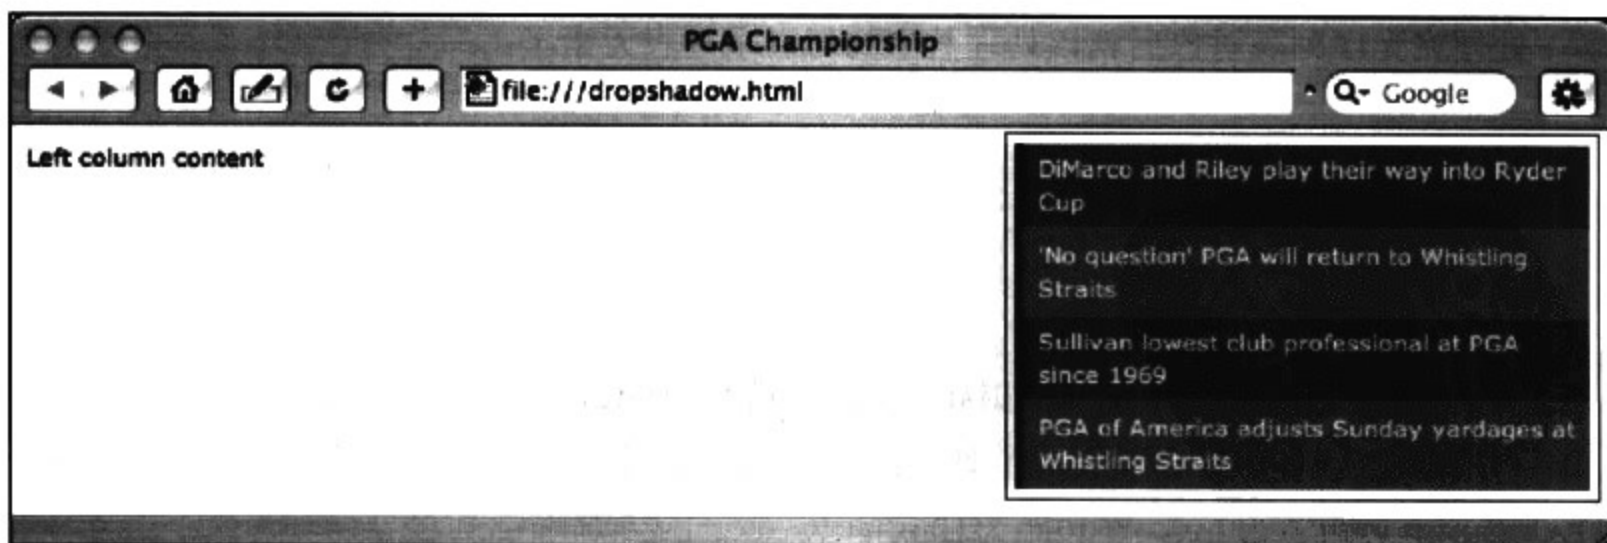 PGA Championship
file:///dropshadow.html
Google
Left column content
DiMarco and Riley play their way into Ryder
Cup
'No question' PGA will return to Whistling
Straits
Sullivan lowest club professional at PGA
since 1969
PGA of America adjusts Sunday yardages at
Whistling Straits